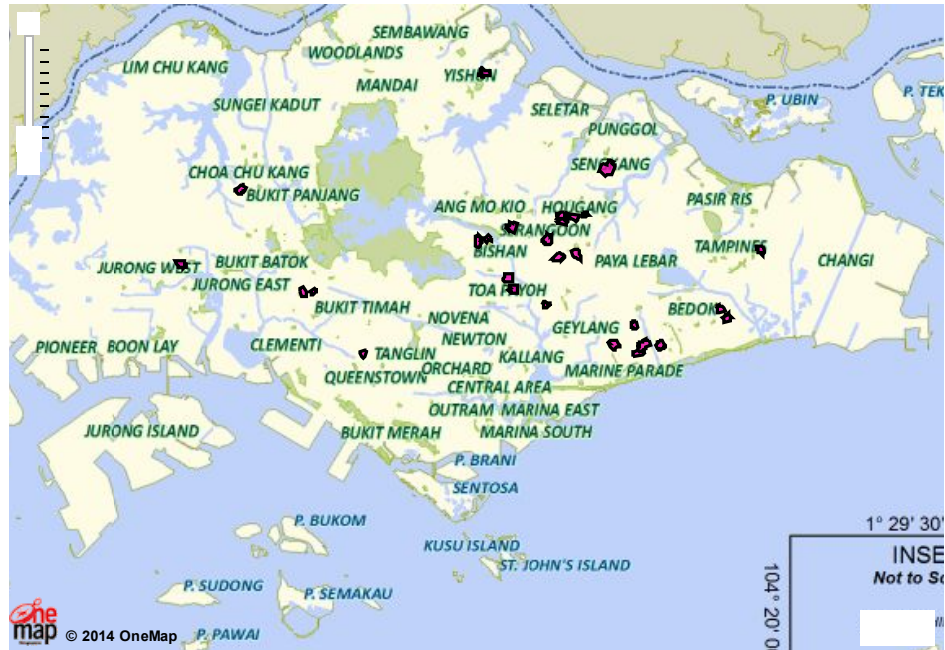 SEMBAWANG
WOODLANDS
LIM CHU KANG
YISHUN
MANDAI
P. UBIN
P. TEK
SUNGEI KADUT
SELETAR
PUNGGOL
SENGKANG
CHOA CHU KANG
BUKIT PANJANG
PASIR RIS
ANG MO KIO
HOUGANG
SERANGOON
BISHAN
TAMPINES
PAYA LEBAR
CHANGI
JURONG WEST
BUKIT BATOK
JURONG EAST
TOA PAYOH
BUKIT TIMAH
BEDOK
NOVENA
GEYLANG
NEWTON
PIONEER
BOON LAY
CLEMENTI
TANGLIN
KALLANG
ORCHARD
MARINE PARADE
QUEENSTOWN
CENTRAL AREA
OUTRAM
MARINA EAST
JURONG ISLAND
BUKIT MERAH
MARINA SOUTH
P. BRANI
SENTOSA
P. BUKOM
1° 29' 30'
KUSU ISLAND
INSE
ST. JOHN'S ISLAND
Not to Sc
104° 20' 0
P. SUDONG
P. SEMAKAU
One
map
© 2014 OneMap
P. PAWAI